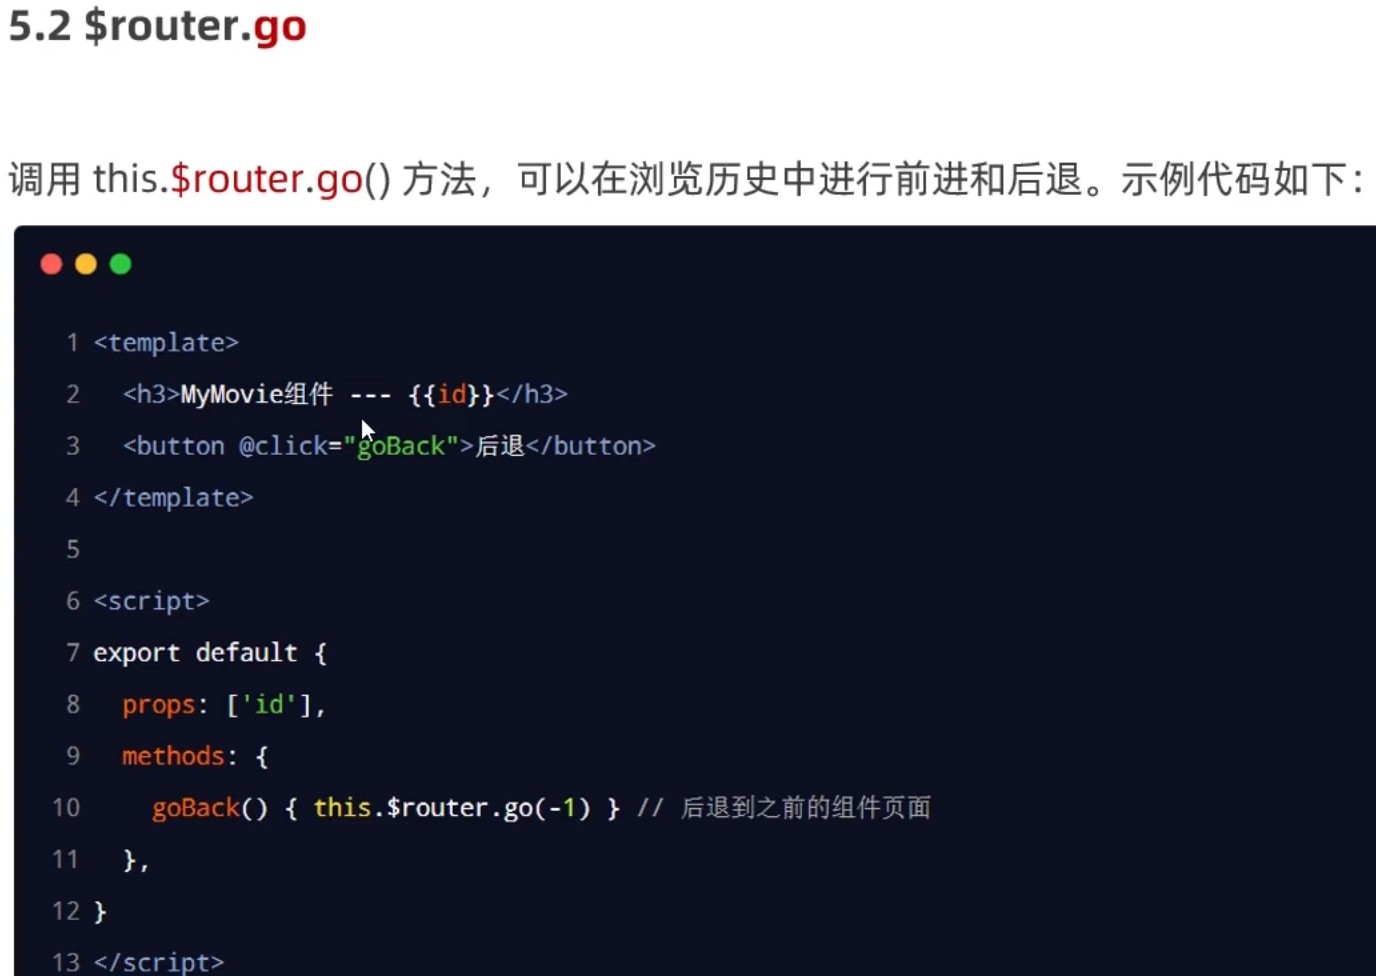 5.2 $router.go
调用 this.$router.go() 方法，可以在浏览历史中进行前进和后退。示例代码如下：
1 <template>
2   <h3>MyMovie组件 --- {{id}}</h3>
3   <button @click="goBack">后退</button>
4 </template>
5
6 <script>
7 export default {
8   props: ['id'],
9   methods: {
10     goBack() { this.$router.go(-1) } // 后退到之前的组件页面
11   },
12 }
13 </script>